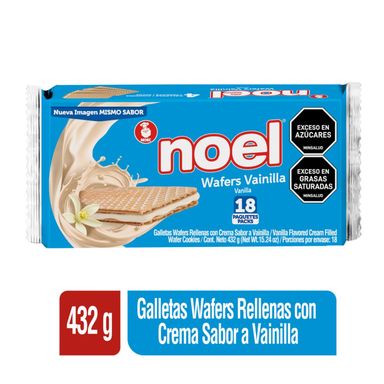 Nueva Imagen MISMO SABOR
NOEL
noel
Wafers Vainilla
Vanilla
18
PAQUETES
PACKS
EXCESO EN
AZÚCARES
MINSALUD
EXCESO EN
GRASAS
SATURADAS
MINSALUD
Galletas Wafers Rellenas con Crema Sabor a Vainilla / Vanilla Flavored Cream Filled
Wafer Cookies / Cont. Neto 432 g (Net Wt. 15.24 oz) / Porciones por envase: 18
432 g
Galletas Wafers Rellenas con
Crema Sabor a Vainilla